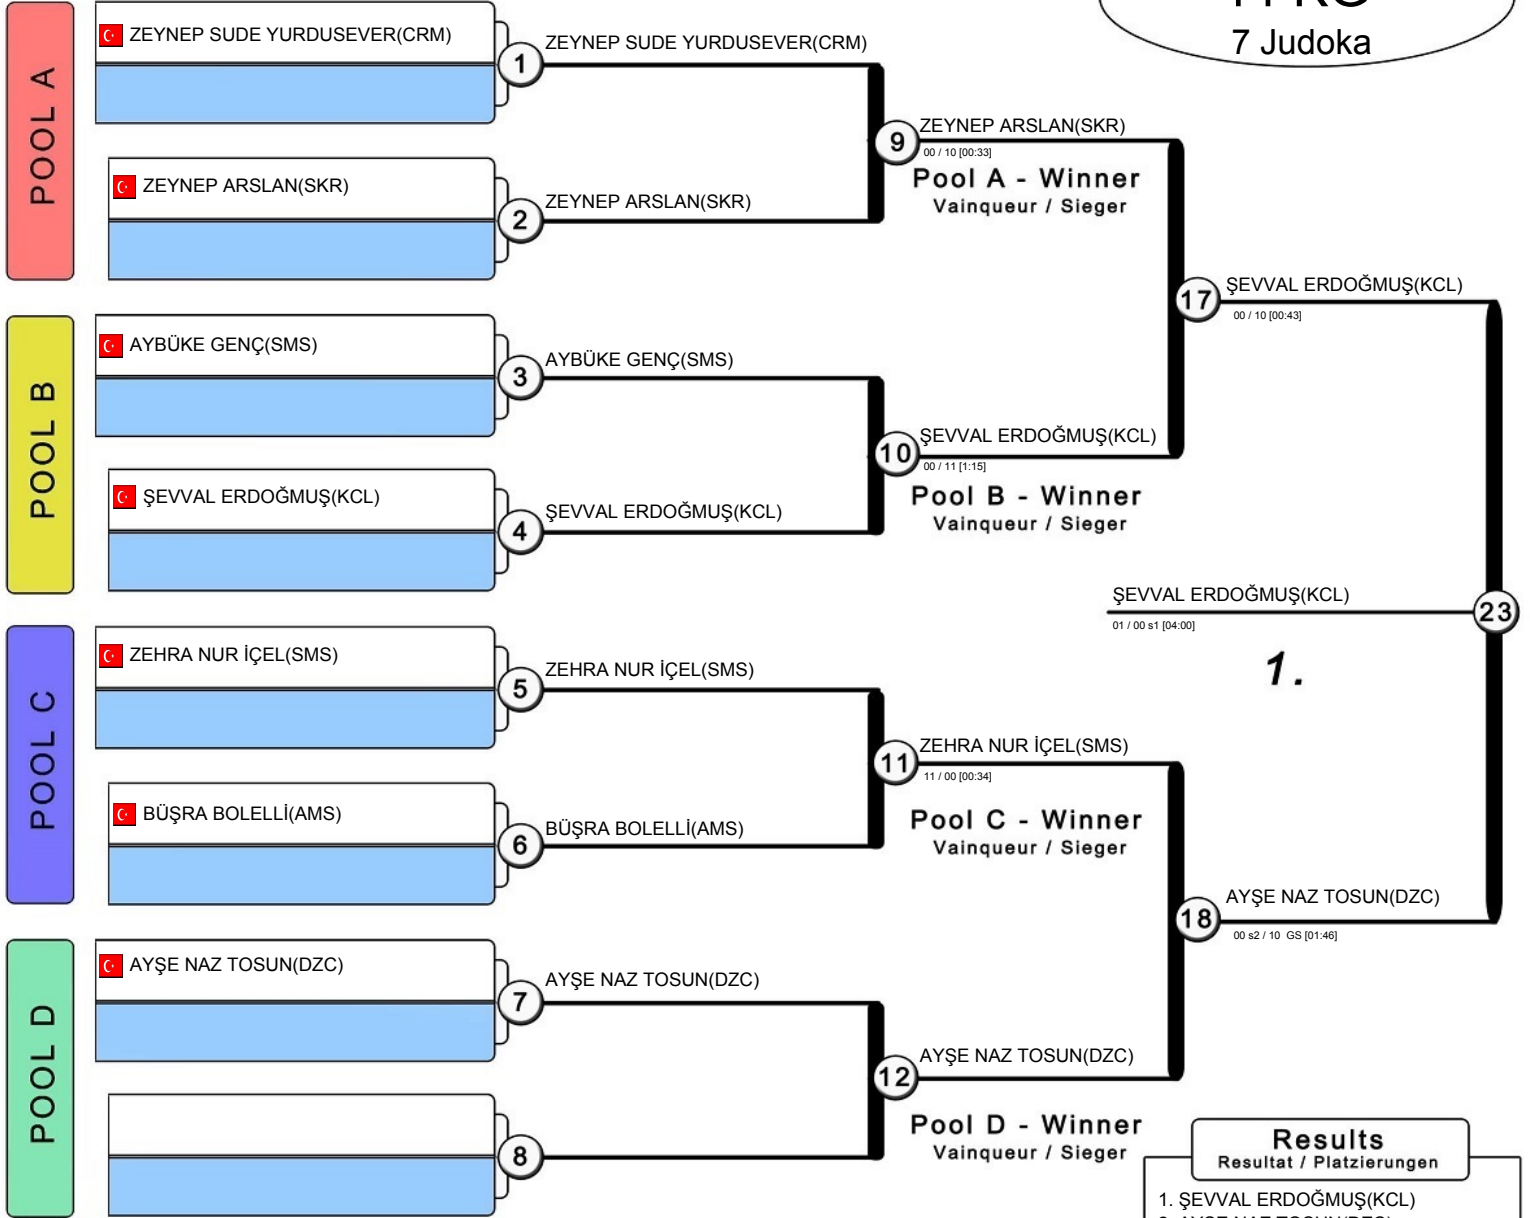 7 Judoka
POOL A
ZEYNEP SUDE YURDUSEVER(CRM)
1
ZEYNEP SUDE YURDUSEVER(CRM)
ZEYNEP ARSLAN(SKR)
2
ZEYNEP ARSLAN(SKR)
9
ZEYNEP ARSLAN(SKR)
00 / 10 [00:33]
Pool A - Winner
Vainqueur / Sieger
POOL B
AYBÜKE GENÇ(SMS)
3
AYBÜKE GENÇ(SMS)
ŞEVVAL ERDOĞMUŞ(KCL)
4
ŞEVVAL ERDOĞMUŞ(KCL)
10
ŞEVVAL ERDOĞMUŞ(KCL)
00 / 11 [1:15]
Pool B - Winner
Vainqueur / Sieger
17
ŞEVVAL ERDOĞMUŞ(KCL)
00 / 10 [00:43]
ŞEVVAL ERDOĞMUŞ(KCL)
23
01 / 00 s1 [04:00]
1.
POOL C
ZEHRA NUR İÇEL(SMS)
5
ZEHRA NUR İÇEL(SMS)
BÜŞRA BOLELLİ(AMS)
6
BÜŞRA BOLELLİ(AMS)
11
ZEHRA NUR İÇEL(SMS)
11 / 00 [00:34]
Pool C - Winner
Vainqueur / Sieger
18
AYŞE NAZ TOSUN(DZC)
00 s2 / 10 GS [01:46]
POOL D
AYŞE NAZ TOSUN(DZC)
7
AYŞE NAZ TOSUN(DZC)
8
12
AYŞE NAZ TOSUN(DZC)
Pool D - Winner
Vainqueur / Sieger
Results
Resultat / Platzierungen
1. ŞEVVAL ERDOĞMUŞ(KCL)